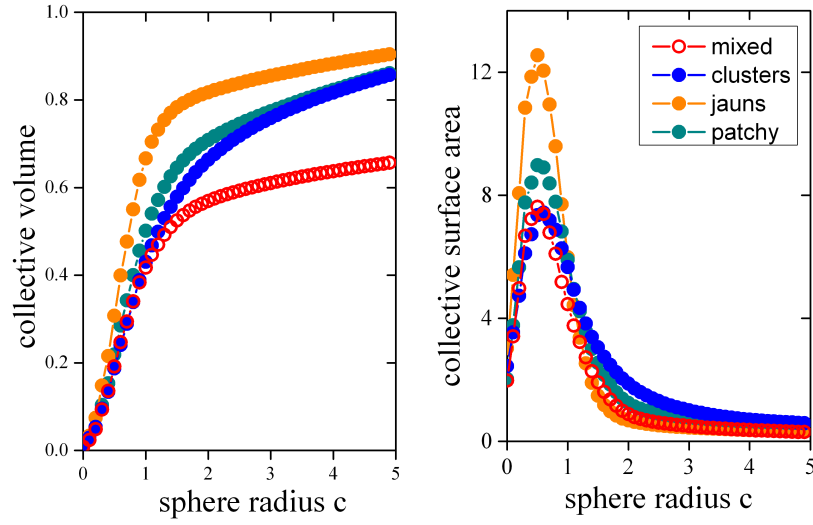 1.0
0.8
0.6
0.4
0.2
0.0
collective volume
0 1 2 3 4 5
sphere radius c
12
8
4
0
collective surface area
mixed
clusters
jauns
patchy
0 1 2 3 4 5
sphere radius c